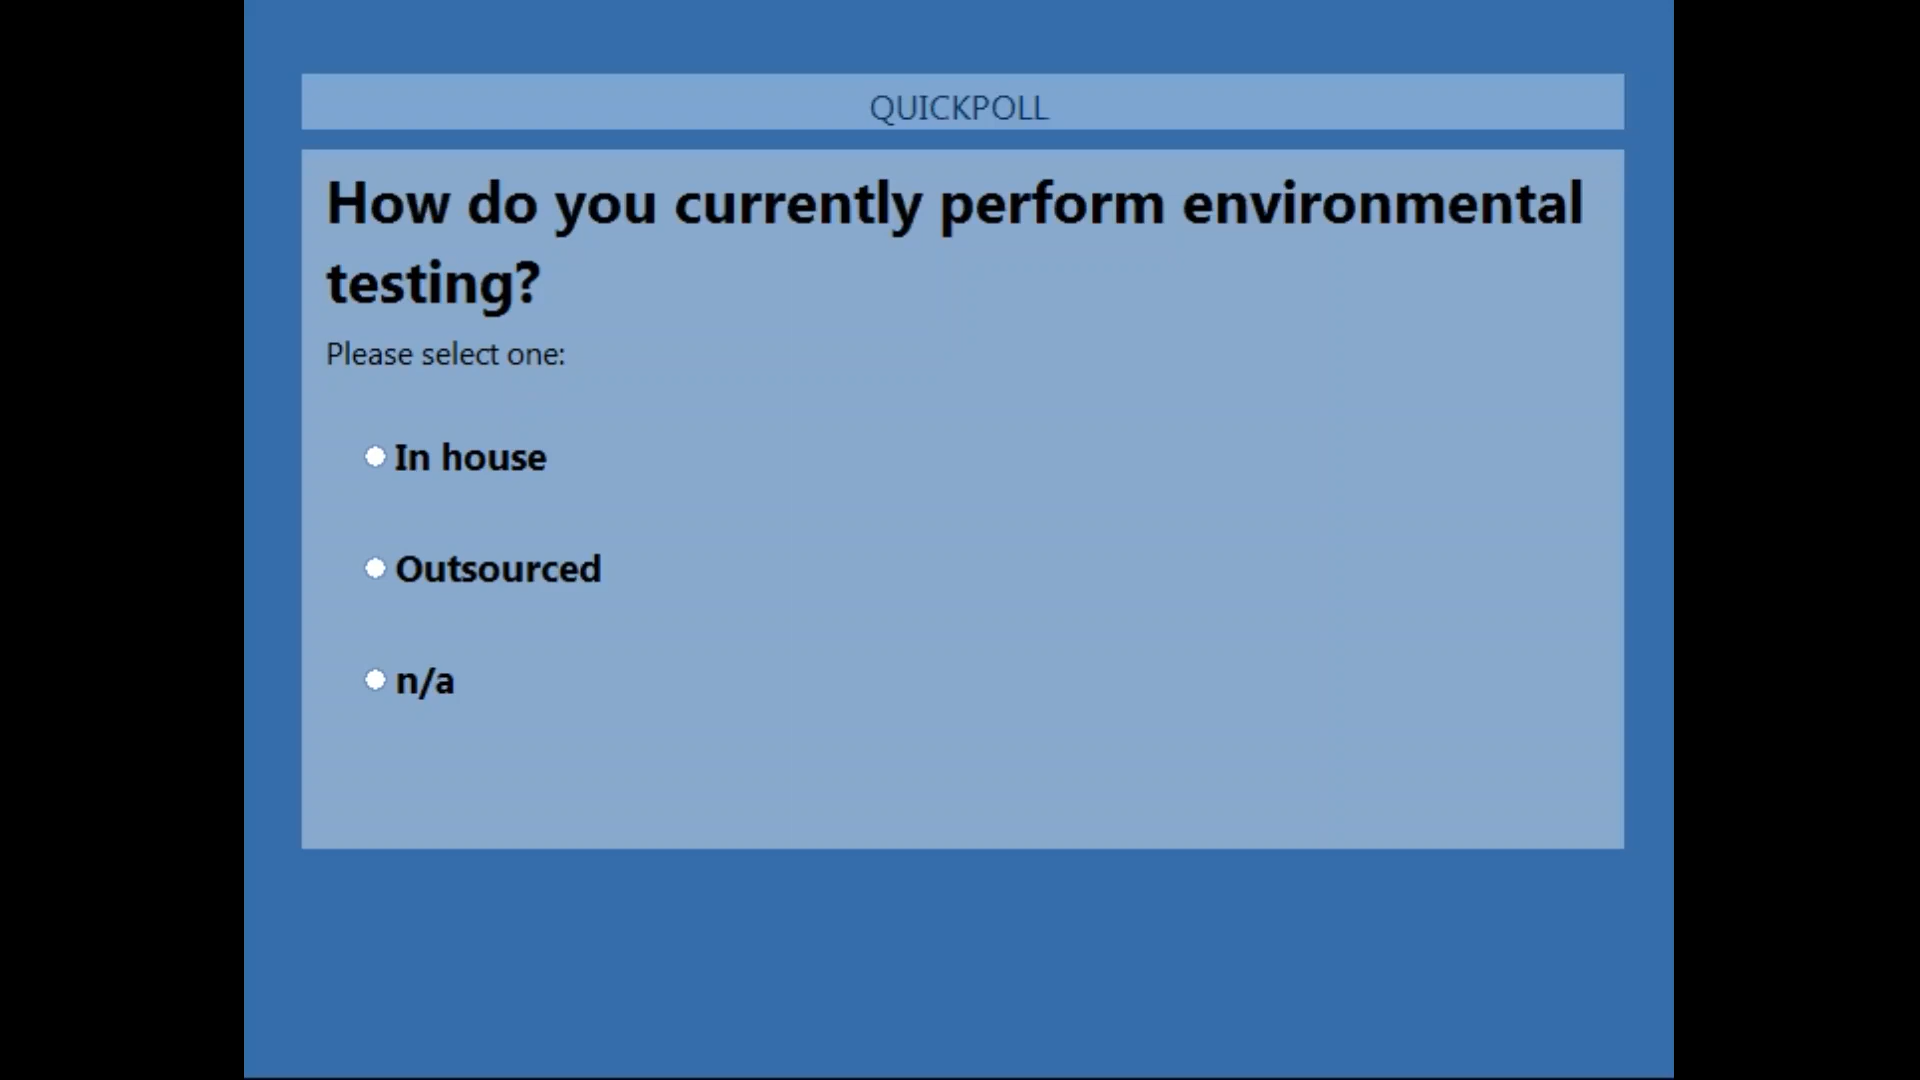 QUICKPOLL
How do you currently perform environmental
testing?
Please select one:
In house
Outsourced
n/a